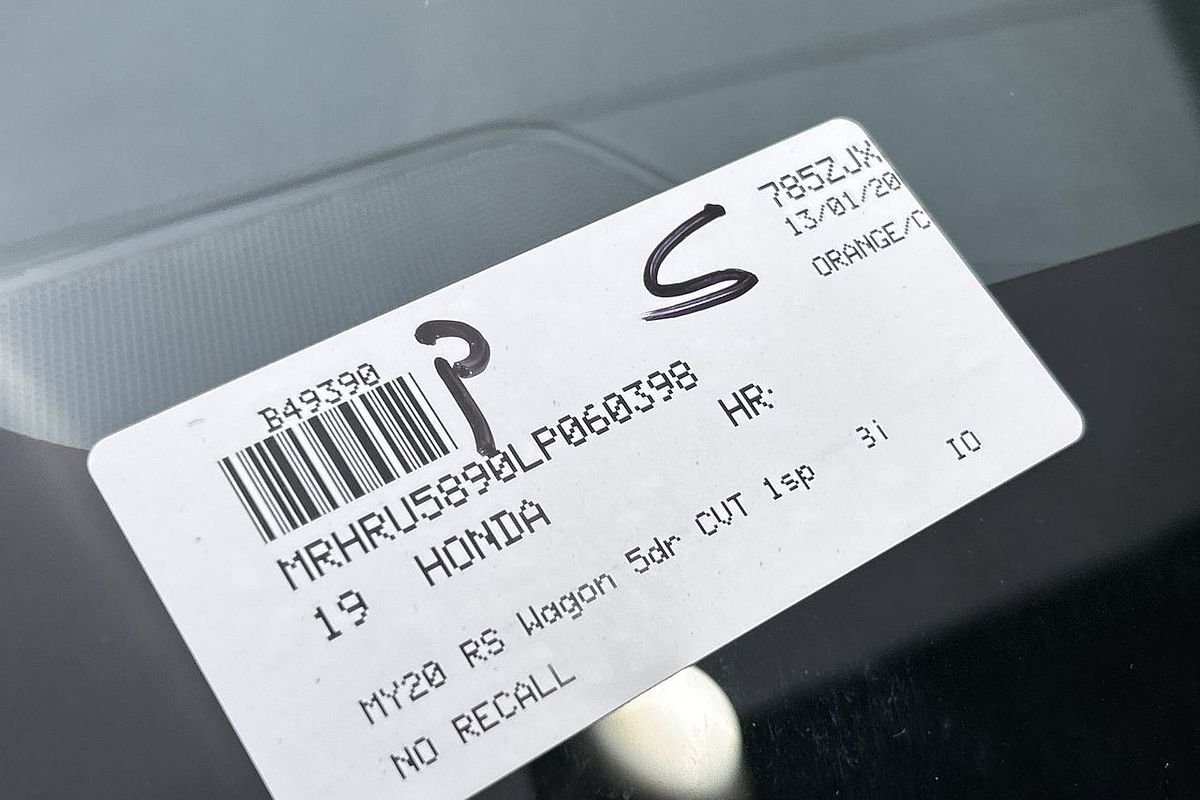 785ZJX
13/01/20
ORANGE/C
S
P
B49390
MRHRU5890LP060398
19 HONDA HR-
MY20 RS Wagon 5dr CVT 1sp 3i IO
NO RECALL